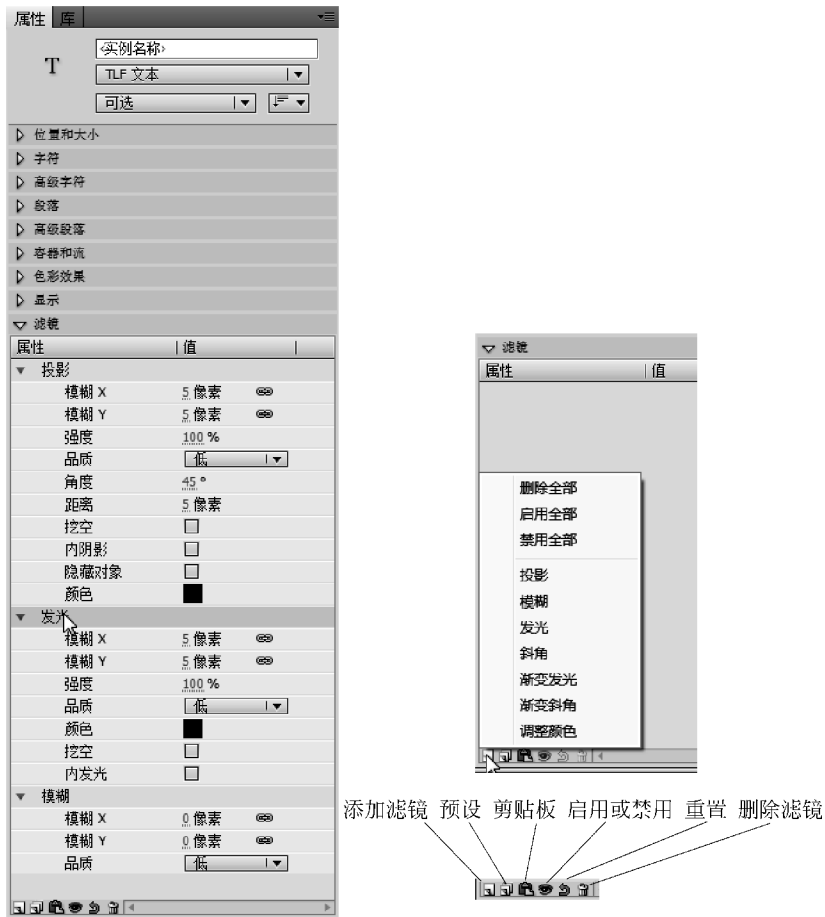 属性 库
T
<实例名称>
TLF 文本
可选
位置和大小
字符
高级字符
段落
高级段落
容器和流
色彩效果
显示
滤镜
属性 值
投影
模糊 X 5 像素
模糊 Y 5 像素
强度 100 %
品质 低
角度 45 °
距离 5 像素
挖空
内阴影
隐藏对象
颜色
发光
模糊 X 5 像素
模糊 Y 5 像素
强度 100 %
品质 低
颜色
挖空
内发光
模糊
模糊 X 0 像素
模糊 Y 0 像素
品质 低
滤镜
属性 值
删除全部
启用全部
禁用全部
投影
模糊
发光
斜角
渐变发光
渐变斜角
调整颜色
添加滤镜 预设 剪贴板 启用或禁用 重置 删除滤镜